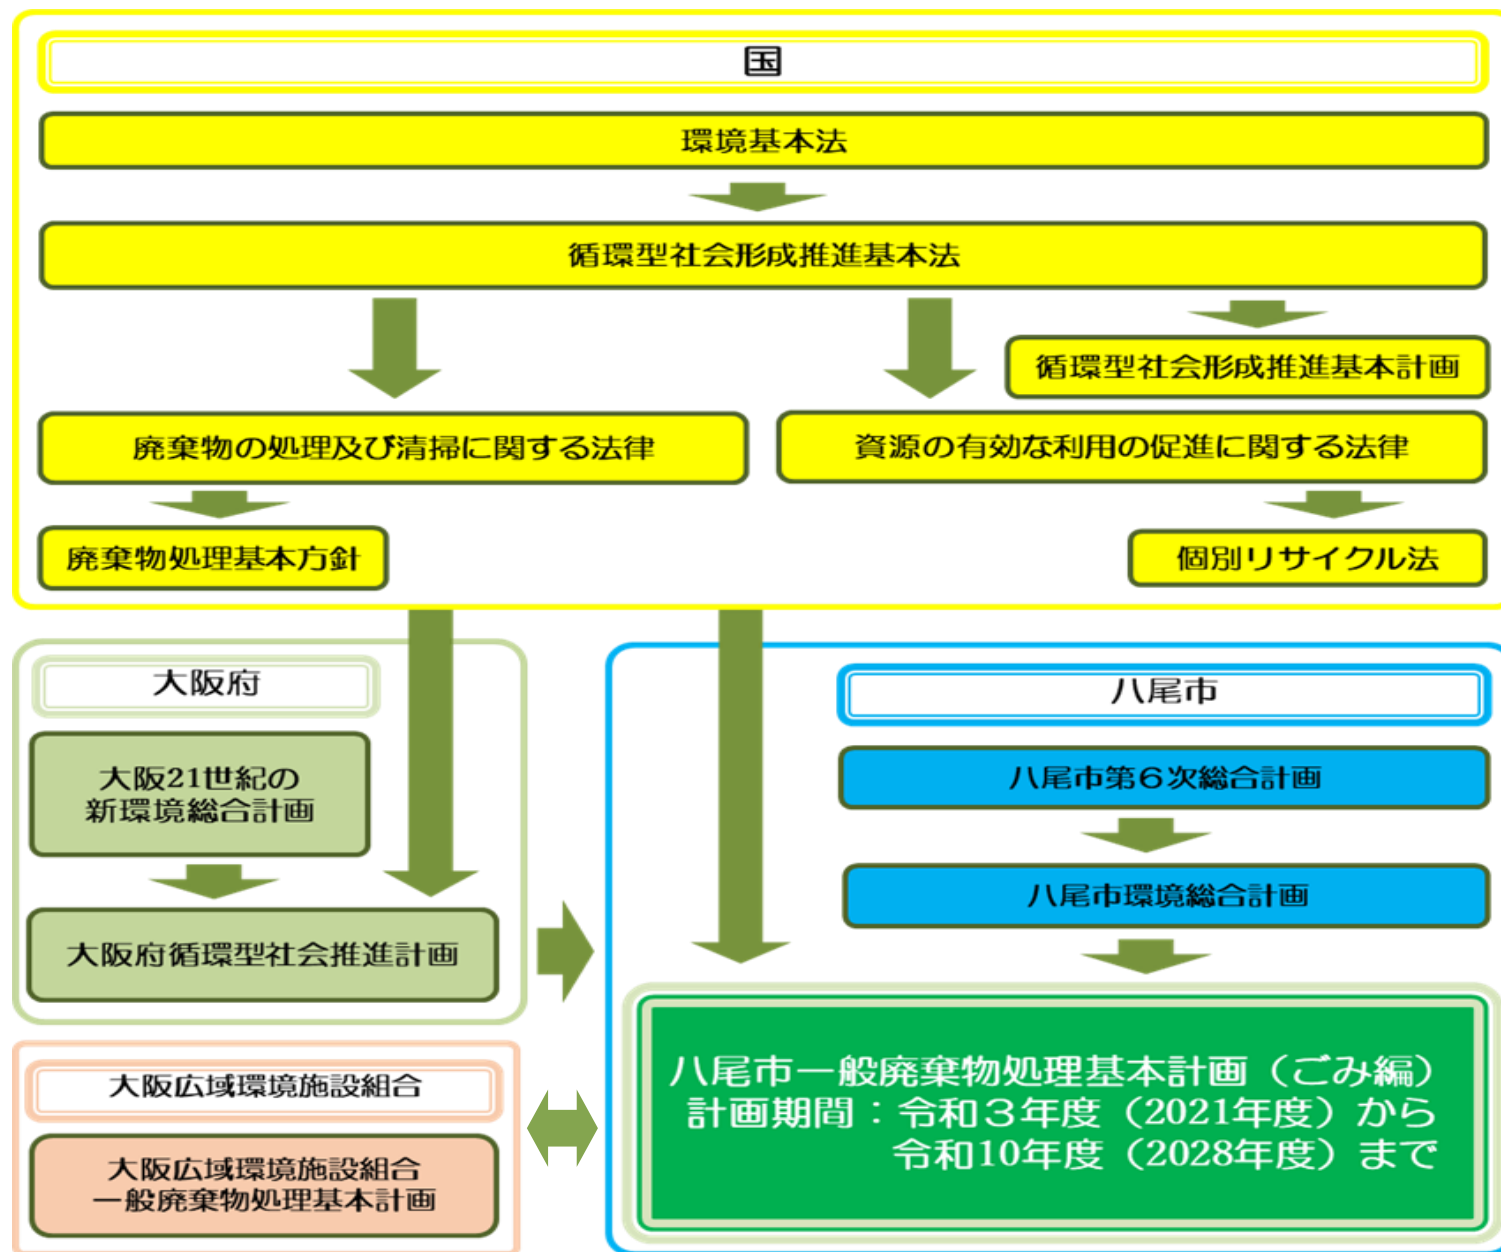 国
環境基本法
循環型社会形成推進基本法
循環型社会形成推進基本計画
廃棄物の処理及び清掃に関する法律
資源の有効な利用の促進に関する法律
廃棄物処理基本方針
個別リサイクル法
大阪府
大阪21世紀の
新環境総合計画
大阪府循環型社会推進計画
八尾市
八尾市第６次総合計画
八尾市環境総合計画
八尾市一般廃棄物処理基本計画（ごみ編）
計画期間：令和３年度（2021年度）から
令和10年度（2028年度）まで
大阪広域環境施設組合
大阪広域環境施設組合
一般廃棄物処理基本計画